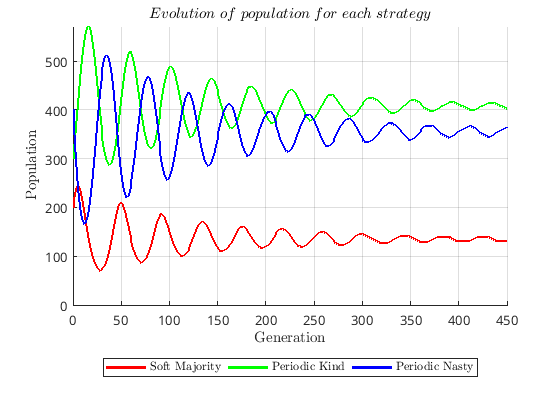 Evolution of population for each strategy
500
400
300
200
100
0
Population
0 50 100 150 200 250 300 350 400 450
Generation
Soft Majority Periodic Kind Periodic Nasty